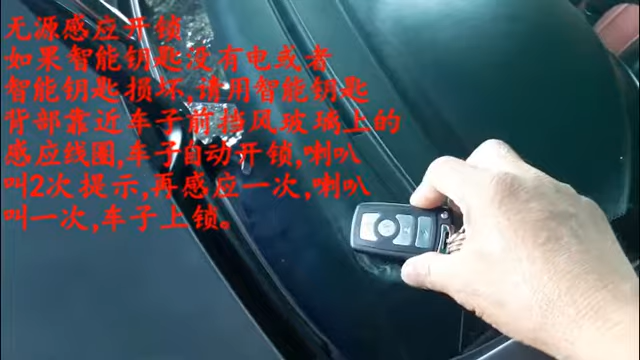 无源感应开锁
如果智能钥匙没有电或者
智能钥匙损坏,请用智能钥匙
背部靠近车子前挡风玻璃上的
感应线圈,车子自动开锁,喇叭
叫2次提示,再感应一次,喇叭
叫一次,车子上锁。